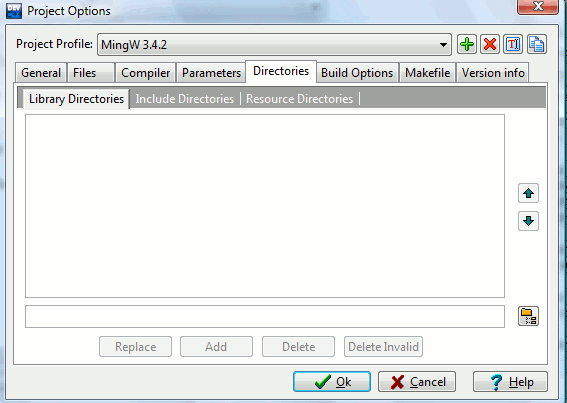 Project Options
Project Profile: MingW 3.4.2
General Files Compiler Parameters Directories Build Options Makefile Version info
Library Directories Include Directories Resource Directories
Replace Add Delete Delete Invalid
Ok Cancel Help